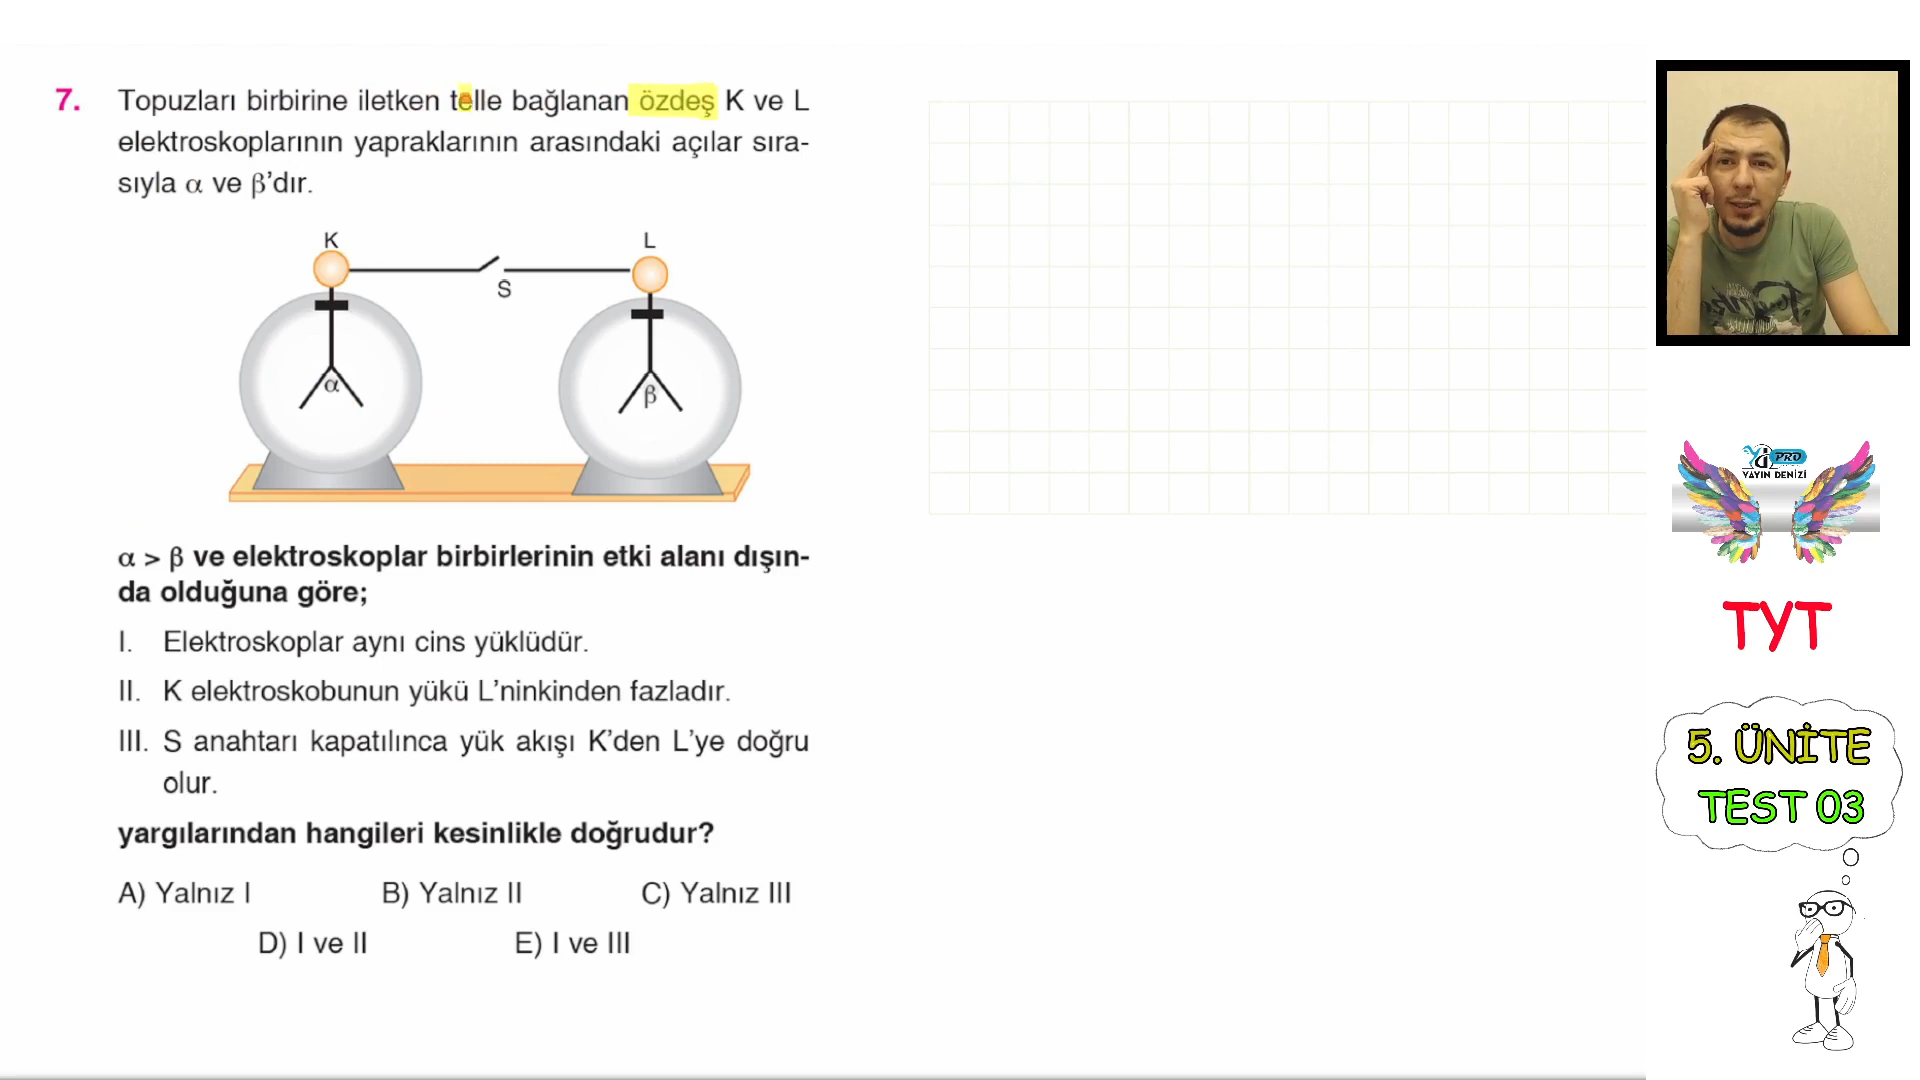 7. Topuzları birbirine iletken telle bağlanan özdeş K ve L
elektroskoplarının yapraklarının arasındaki açılar sıra-
sıyla α ve β'dır.
K
L
S
α
β
α > β ve elektroskoplar birbirlerinin etki alanı dışın-
da olduğuna göre;
I. Elektroskoplar aynı cins yüklüdür.
II. K elektroskobunun yükü L'ninkinden fazladır.
III. S anahtarı kapatılınca yük akışı K'den L'ye doğru
olur.
yargılarından hangileri kesinlikle doğrudur?
A) Yalnız I B) Yalnız II C) Yalnız III
D) I ve II E) I ve III
PRO
YAYIN DENİZİ
TYT
5. ÜNİTE
TEST 03